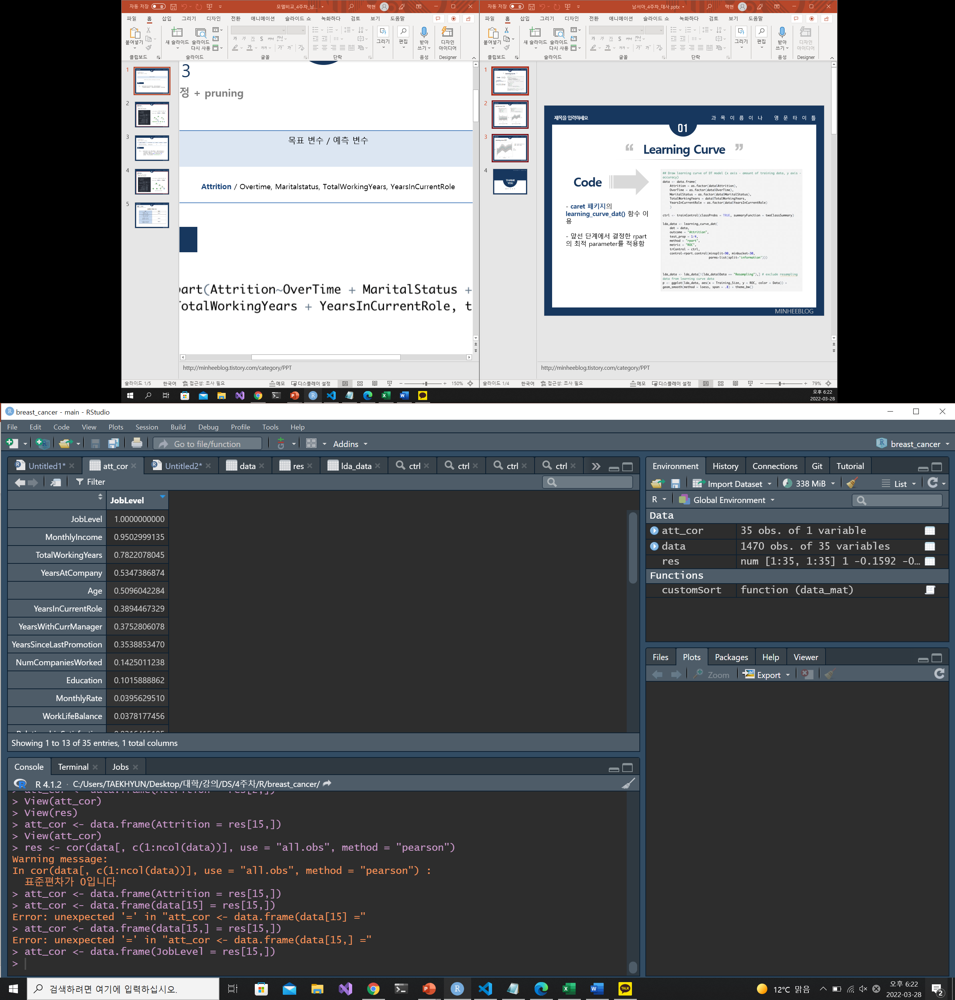 자동 저장 끔 모델비교_4주차_남... 택현
파일 홈 삽입 그리기 디자인 전환 애니메이션 슬라이드 쇼 녹화하다 검토 보기 도움말
붙여넣기 새 슬라이드 슬라이드 다시 사용 그리기 편집 받아쓰기 디자인 아이디어
클립보드 슬라이드 글꼴 단락 음성 Designer
1
2
3
4
5
3
정 + pruning
목표 변수 / 예측 변수
Attrition / Overtime, Maritalstatus, TotalWorkingYears, YearsInCurrentRole
part(Attrition~OverTime + MaritalStatus +
TotalWorkingYears + YearsInCurrentRole, t
http://minheeblog.tistory.com/category/PPT
슬라이드 1/5 한국어 접근성: 조사 필요 메모 디스플레이 설정 150%
자동 저장 끔 남서아_4주차_데사.pptx 택현
파일 홈 삽입 그리기 디자인 전환 애니메이션 슬라이드 쇼 녹화하다 검토 보기 도움말
붙여넣기 새 슬라이드 슬라이드 다시 사용 그리기 편집 받아쓰기 디자인 아이디어
클립보드 슬라이드 글꼴 단락 음성 Designer
1
2
3
4
THANK
YOU
제목을 입력하세요 과 목 이 름 이 나 영 문 타 이 틀
01
“ Learning Curve ”
Code
- caret 패키지의
learning_curve_dat() 함수 이
용
- 앞선 단계에서 결정한 rpart
의 최적 parameter를 적용함
## Draw learning curve of DT model (x axis - amount of training data, y axis -
accuracy)
data <- data.frame(
Attrition = as.factor(data$Attrition),
OverTime = as.factor(data$OverTime),
MaritalStatus = as.factor(data$MaritalStatus),
TotalWorkingYears = data$TotalWorkingYears,
YearsInCurrentRole = as.factor(data$YearsInCurrentRole)
)
ctrl <- trainControl(classProbs = TRUE, summaryFunction = twoClassSummary)
lda_data <- learning_curve_dat(
dat = data,
outcome = "Attrition",
test_prop = 1/4,
method = "rpart",
metric = "ROC",
trControl = ctrl,
control=rpart.control(minsplit=90, minbucket=30,
parms=list(split='information')))
lda_data <- lda_data[!(lda_data$Data == "Resampling"),] # exclude resampling
data from learning curve data
p <- ggplot(lda_data, aes(x = Training_Size, y = ROC, color = Data)) +
geom_smooth(method = loess, span = .8) + theme_bw()
MINHEEBLOG
http://minheeblog.tistory.com/category/PPT
슬라이드 1/4 한국어 접근성: 조사 필요 메모 디스플레이 설정 79%
오후 6:22
2022-03-28
breast_cancer - main - RStudio
File Edit Code View Plots Session Build Debug Profile Tools Help
Go to file/function Addins breast_cancer
Untitled1* att_cor Untitled2* data res lda_data ctrl ctrl ctrl ctrl
Filter
JobLevel
JobLevel 1.0000000000
MonthlyIncome 0.9502999135
TotalWorkingYears 0.7822078045
YearsAtCompany 0.5347386874
Age 0.5096042284
YearsInCurrentRole 0.3894467329
YearsWithCurrManager 0.3752806078
YearsSinceLastPromotion 0.3538853470
NumCompaniesWorked 0.1425011238
Education 0.1015888862
MonthlyRate 0.0395629510
WorkLifeBalance 0.0378177456
Showing 1 to 13 of 35 entries, 1 total columns
Console Terminal Jobs
R 4.1.2 · C:/Users/TAEKHYUN/Desktop/대학/강의/DS/4주차/R/breast_cancer/
> att_cor <- data.frame(Attrition = res[2,])
> View(att_cor)
> View(res)
> att_cor <- data.frame(Attrition = res[15,])
> View(att_cor)
> res <- cor(data[, c(1:ncol(data))], use = "all.obs", method = "pearson")
Warning message:
In cor(data[, c(1:ncol(data))], use = "all.obs", method = "pearson") :
표준편차가 0입니다
> att_cor <- data.frame(Attrition = res[15,])
> att_cor <- data.frame(data[15] = res[15,])
Error: unexpected '=' in "att_cor <- data.frame(data[15] ="
> att_cor <- data.frame(data[15,] = res[15,])
Error: unexpected '=' in "att_cor <- data.frame(data[15,] ="
> att_cor <- data.frame(JobLevel = res[15,])
>
Environment History Connections Git Tutorial
Import Dataset 338 MiB List
R Global Environment
Data
att_cor 35 obs. of 1 variable
data 1470 obs. of 35 variables
res num [1:35, 1:35] 1 -0.1592 -0...
Functions
customSort function (data_mat)
Files Plots Packages Help Viewer
Zoom Export
검색하려면 여기에 입력하십시오.
TALK
12°C 맑음
오후 6:22
2022-03-28
2